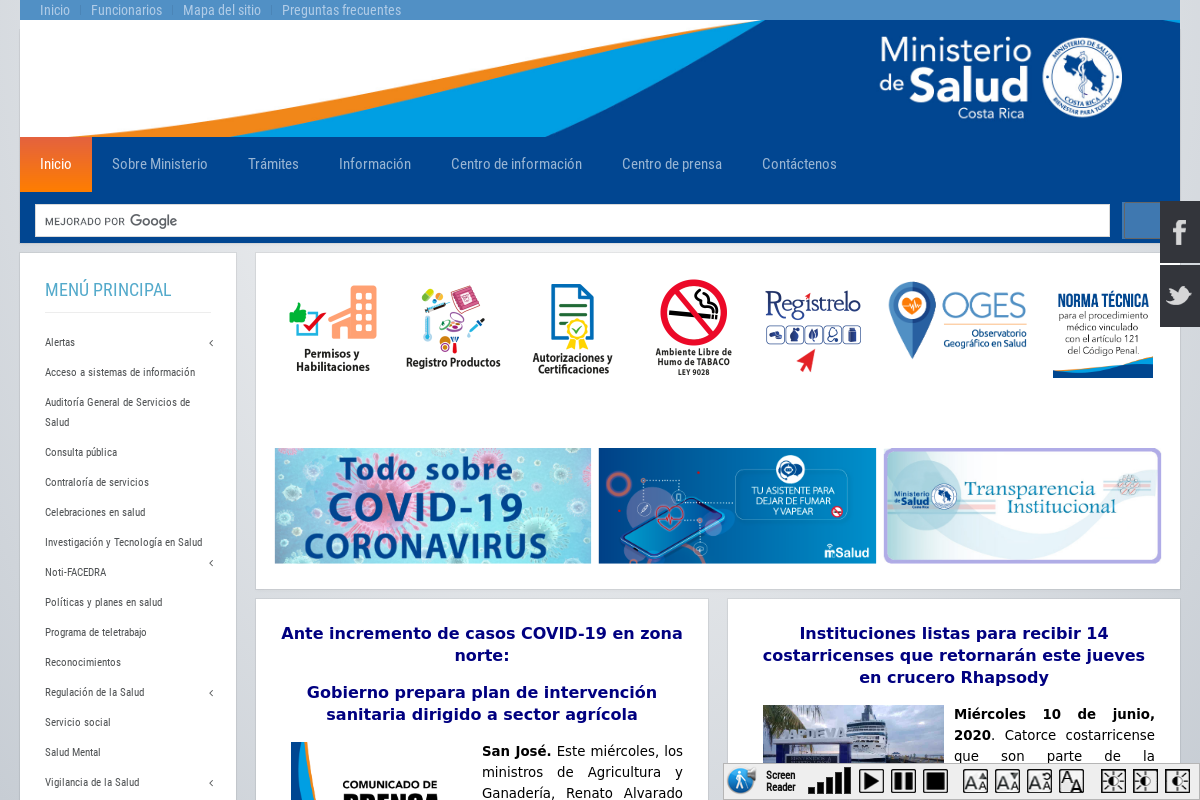 Inicio
Funcionarios
Mapa del sitio
Preguntas frecuentes
Ministerio
de Salud
Costa Rica
MINISTERIO DE SALUD
COSTA RICA
BIENESTAR PARA TODOS
Inicio
Sobre Ministerio
Trámites
Información
Centro de información
Centro de prensa
Contáctenos
MEJORADO POR Google
MENÚ PRINCIPAL
Alertas
Acceso a sistemas de información
Auditoría General de Servicios de
Salud
Consulta pública
Contraloría de servicios
Celebraciones en salud
Investigación y Tecnología en Salud
Noti-FACEDRA
Políticas y planes en salud
Programa de teletrabajo
Reconocimientos
Regulación de la Salud
Servicio social
Salud Mental
Vigilancia de la Salud
Permisos y
Habilitaciones
Registro Productos
Autorizaciones y
Certificaciones
Ambiente Libre de
Humo de TABACO
LEY 9028
Regístrelo
OGES
Observatorio
Geográfico en Salud
NORMA TÉCNICA
para el procedimiento
médico vinculado
con el artículo 121
del Código Penal.
Todo sobre
COVID-19
CORONAVIRUS
TU ASISTENTE PARA
DEJAR DE FUMAR
Y VAPEAR
mSalud
Ministerio
de Salud
Costa Rica
Transparencia
Institucional
Ante incremento de casos COVID-19 en zona
norte:
Gobierno prepara plan de intervención
sanitaria dirigido a sector agrícola
COMUNICADO DE
PRENSA
San José. Este miércoles, los
ministros de Agricultura y
Ganadería, Renato Alvarado
Instituciones listas para recibir 14
costarricenses que retornarán este jueves
en crucero Rhapsody
JAPDEVA
Miércoles 10 de junio,
2020. Catorce costarricense
que son parte de la
Screen
Reader